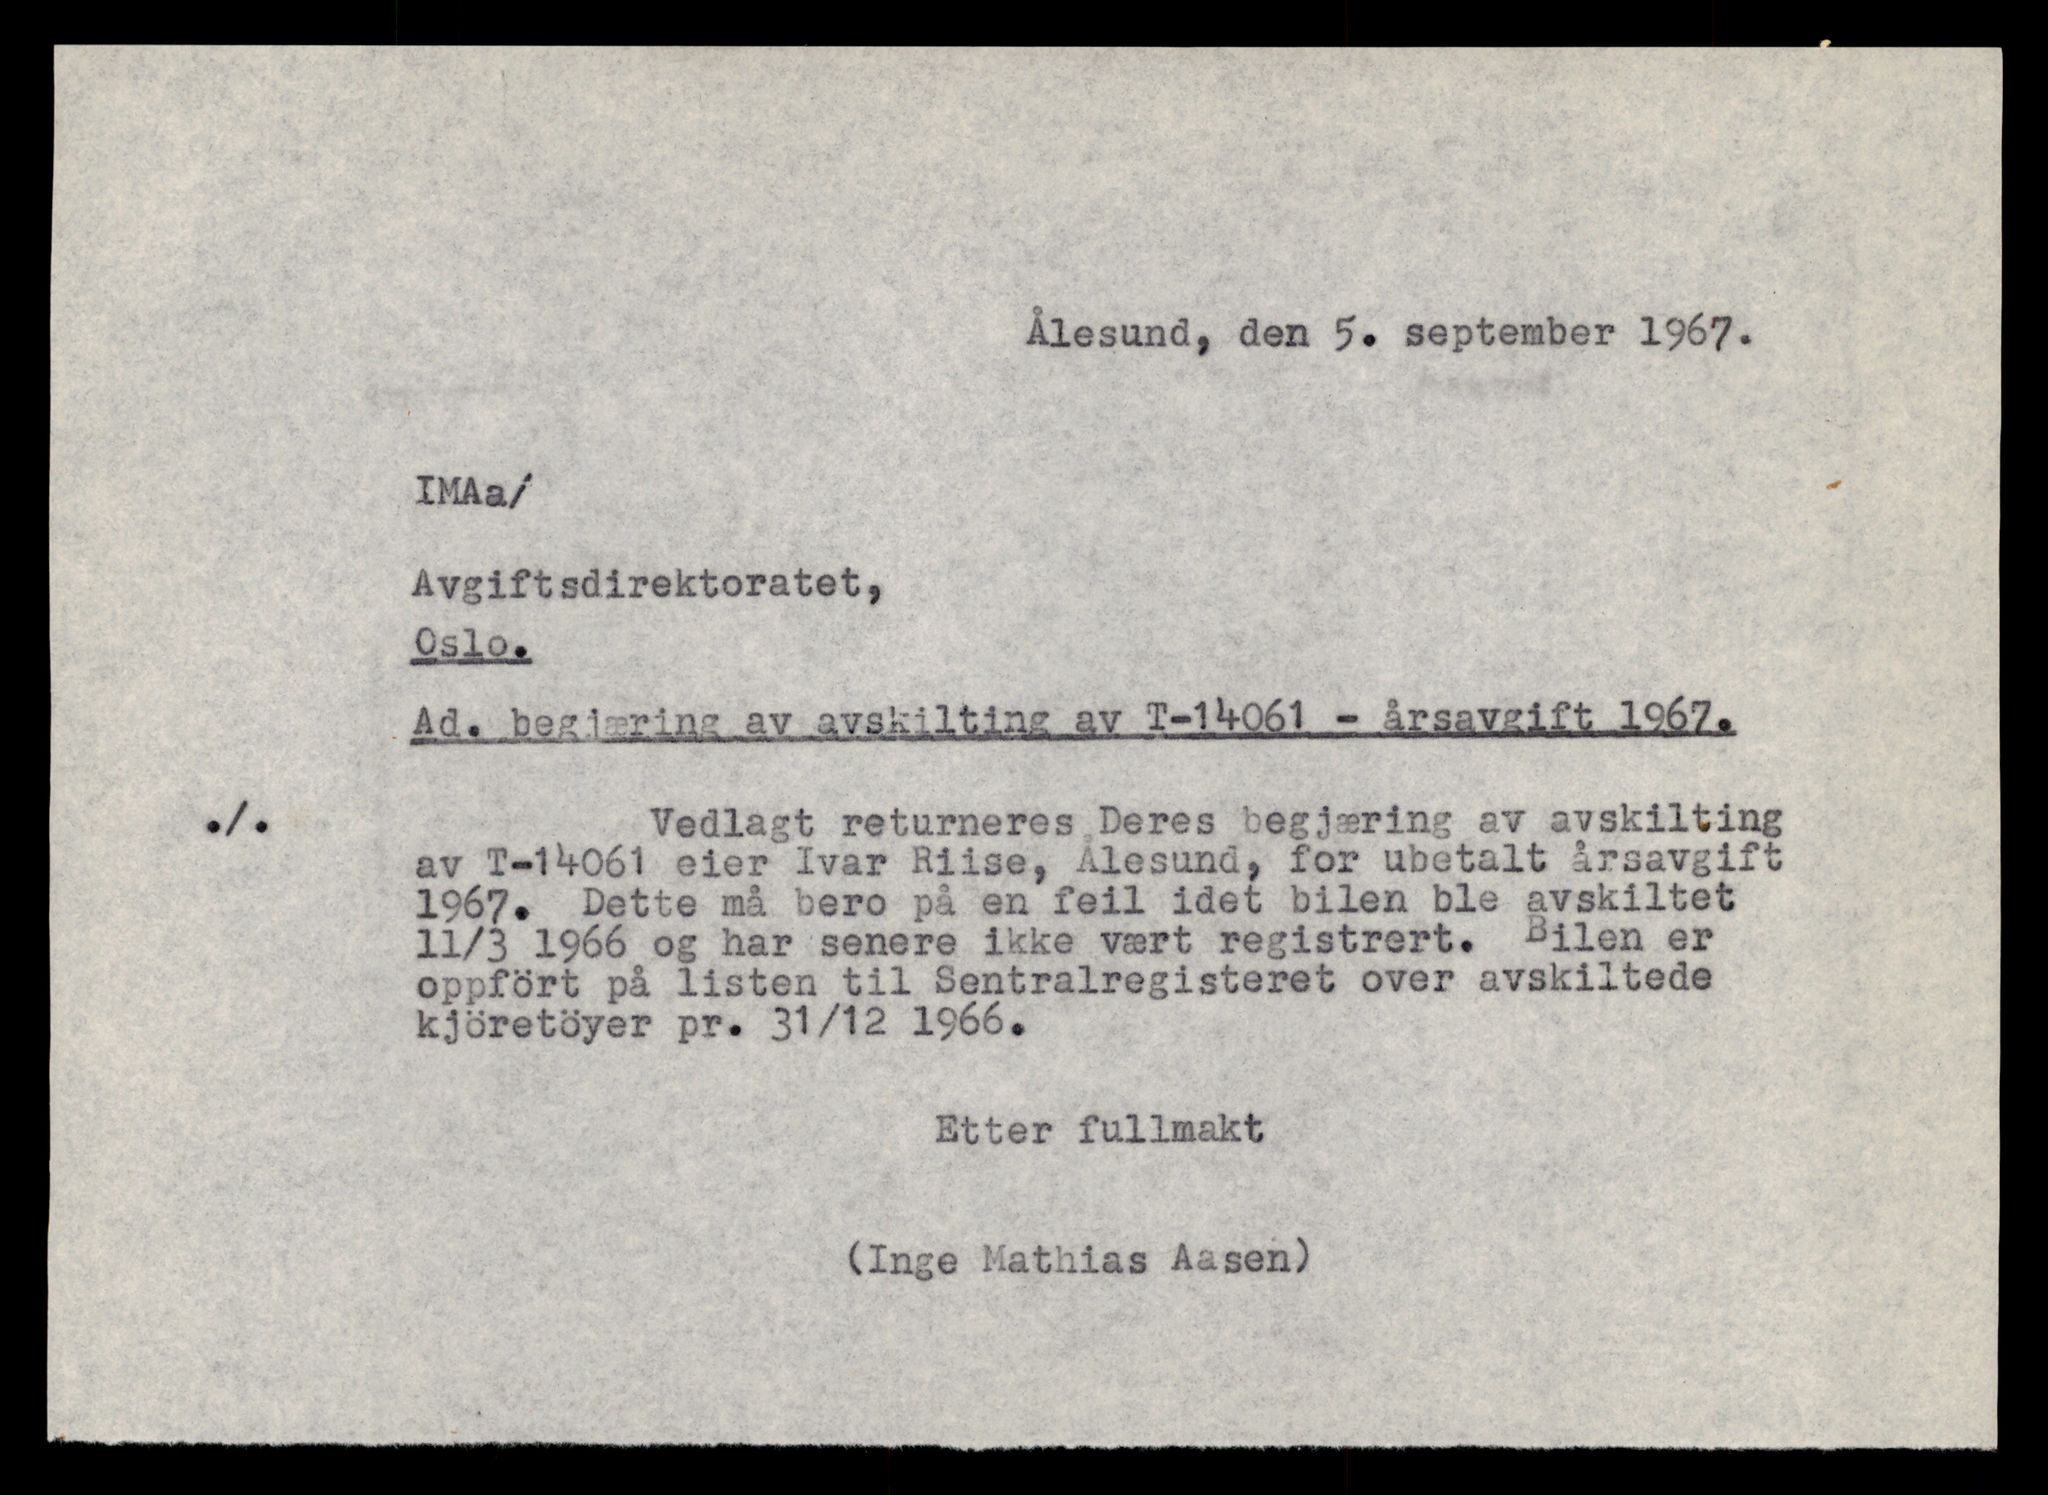 Ålesund, den 5. september 1967.
IMAa/
Avgiftsdirektoratet,
Oslo.
Ad. begjæring av avskilting av T-14061 - årsavgift 1967.
./. Vedlagt returneres Deres begjæring av avskilting
av T-14061 eier Ivar Riise, Ålesund, for ubetalt årsavgift
1967. Dette må bero på en feil idet bilen ble avskiltet
11/3 1966 og har senere ikke vært registrert. Bilen er
oppfört på listen til Sentralregisteret over avskiltede
kjöretöyer pr. 31/12 1966.
Etter fullmakt
(Inge Mathias Aasen)